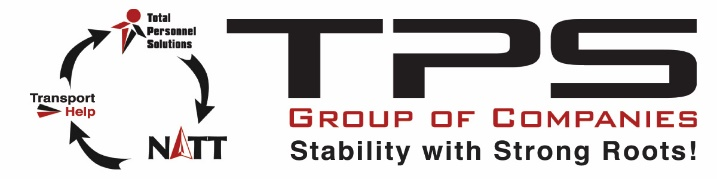 Total
Personnel
Solutions
Transport
Help
NATT
TPS
GROUP OF COMPANIES
Stability with Strong Roots!